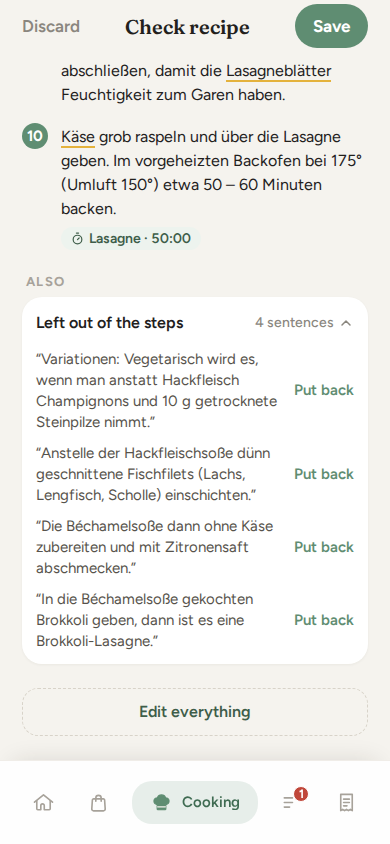 Discard
Check recipe
Save
abschließen, damit die Lasagneblätter
Feuchtigkeit zum Garen haben.
10
Käse grob raspeln und über die Lasagne
geben. Im vorgeheizten Backofen bei 175°
(Umluft 150°) etwa 50 – 60 Minuten
backen.
Lasagne · 50:00
ALSO
Left out of the steps
4 sentences
“Variationen: Vegetarisch wird es,
wenn man anstatt Hackfleisch
Champignons und 10 g getrocknete
Steinpilze nimmt.”
Put back
“Anstelle der Hackfleischsoße dünn
geschnittene Fischfilets (Lachs,
Lengfisch, Scholle) einschichten.”
Put back
“Die Béchamelsoße dann ohne Käse
zubereiten und mit Zitronensaft
abschmecken.”
Put back
“In die Béchamelsoße gekochten
Brokkoli geben, dann ist es eine
Brokkoli-Lasagne.”
Put back
Edit everything
Cooking
1